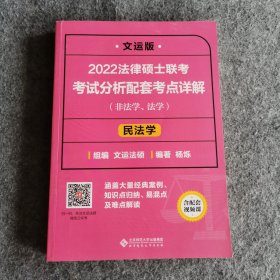 文运版
2022法律硕士联考
考试分析配套考点详解
（非法学、法学）
民法学
组编 文运法硕 编著 杨烁
涵盖大量经典案例、
知识点归纳、易混点
及难点解读
含配套
视频课
北京师范大学出版集团